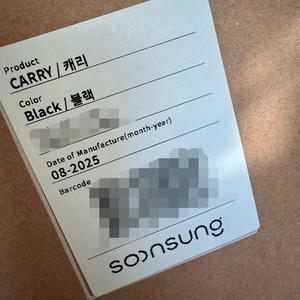 Product
CARRY / 캐리
Color
Black / 블랙
Date of Manufacture(month-year)
08-2025
Barcode
soonsung